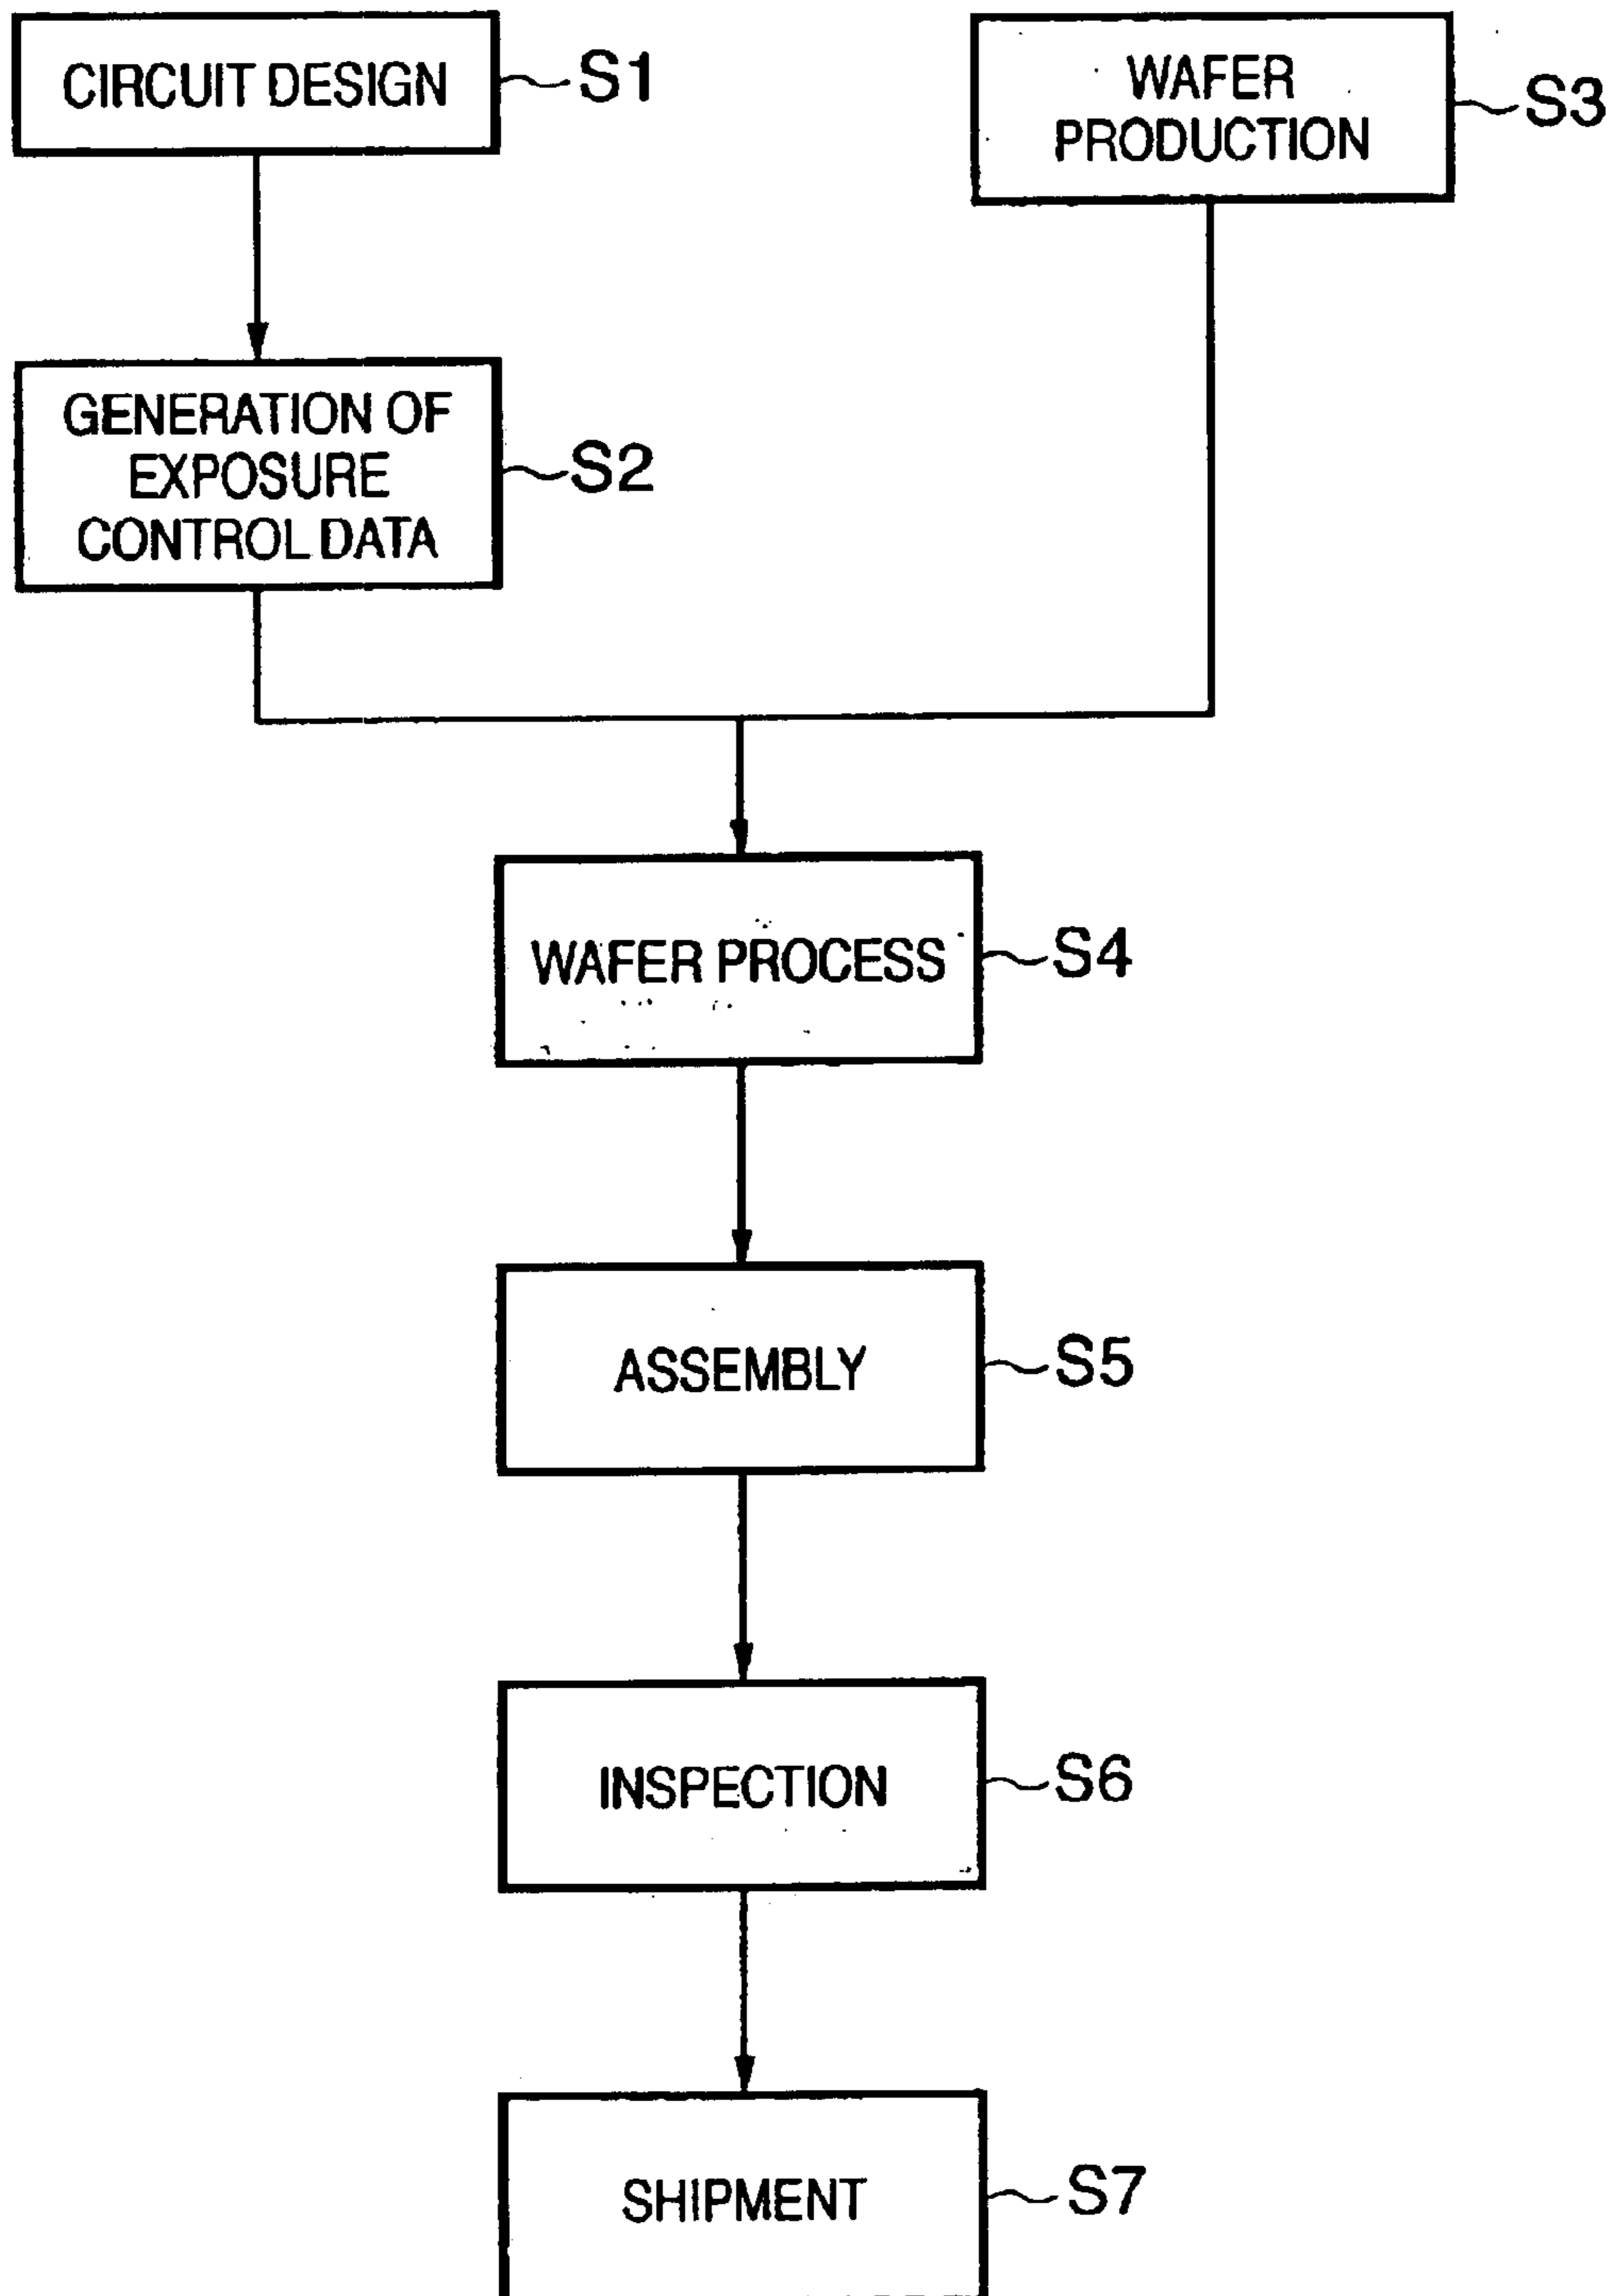 CIRCUIT DESIGN
S1
WAFER
PRODUCTION
S3
GENERATION OF
EXPOSURE
CONTROL DATA
S2
WAFER PROCESS
S4
ASSEMBLY
S5
INSPECTION
S6
SHIPMENT
S7